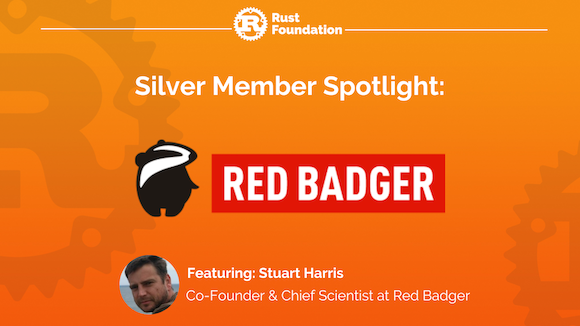 Rust
Foundation
Silver Member Spotlight:
RED BADGER
Featuring: Stuart Harris
Co-Founder & Chief Scientist at Red Badger